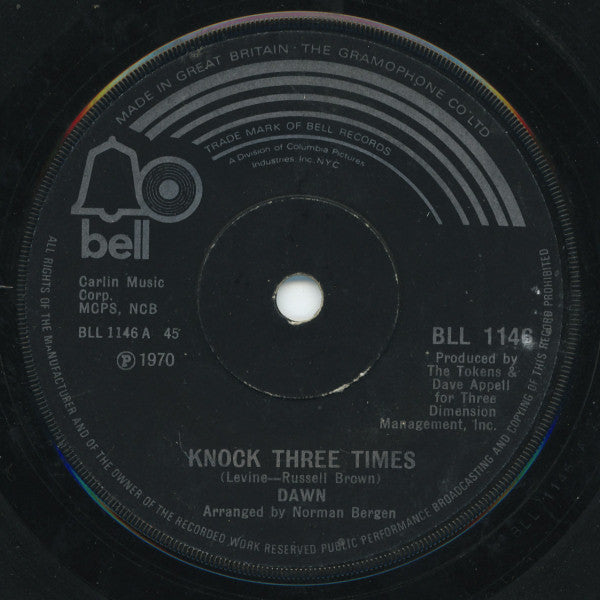 MADE IN GREAT BRITAIN · THE GRAMOPHONE CO LTD
TRADE MARK OF BELL RECORDS
A Division of Columbia Pictures
Industries Inc. N.Y.C.
bell
Carlin Music
Corp.
MCPS, NCB
BLL 1146 A 45
Ⓟ 1970
BLL 1146
Produced by
The Tokens &
Dave Appell
for Three
Dimension
Management, Inc.
KNOCK THREE TIMES
(Levine—Russell Brown)
DAWN
Arranged by Norman Bergen
ALL RIGHTS OF THE MANUFACTURER AND OF THE OWNER OF THE RECORDED WORK RESERVED PUBLIC PERFORMANCE BROADCASTING AND COPYING OF THIS RECORD PROHIBITED